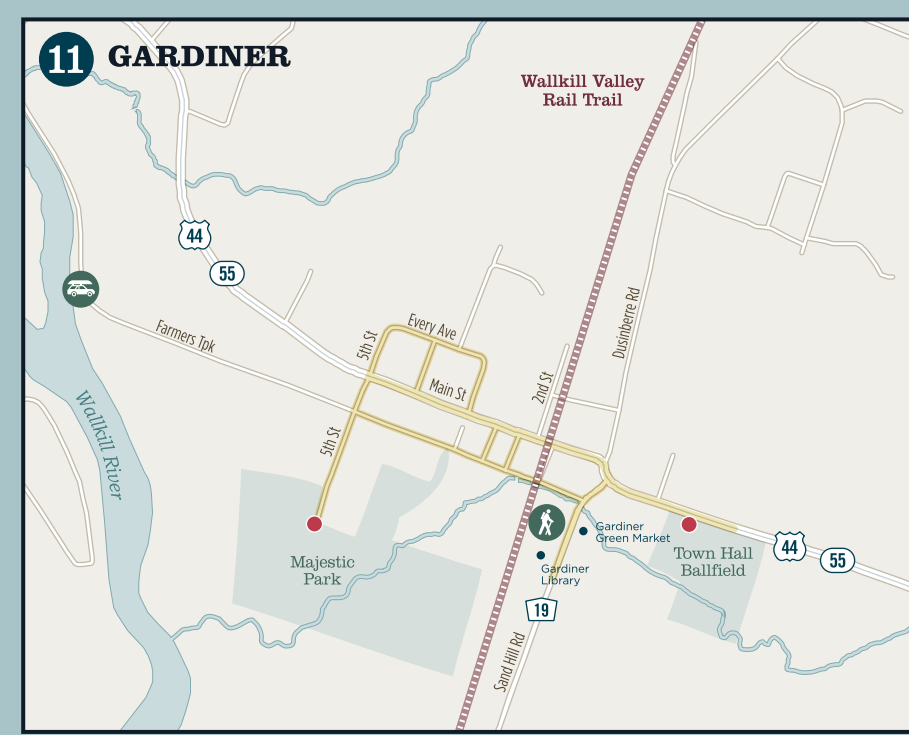 11 GARDINER
Wallkill Valley
Rail Trail
44
55
Farmers Tpk
5th St
Every Ave
Main St
2nd St
Dusinberre Rd
Wallkill River
5th St
Majestic
Park
Gardiner
Green Market
Gardiner
Library
Town Hall
Ballfield
44
55
19
Sand Hill Rd